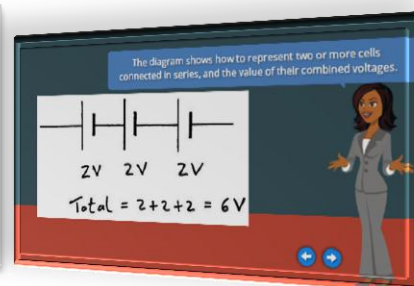 The diagram shows how to represent two or more cells
connected in series, and the value of their combined voltages.
2V 2V 2V
Total = 2+2+2 = 6V